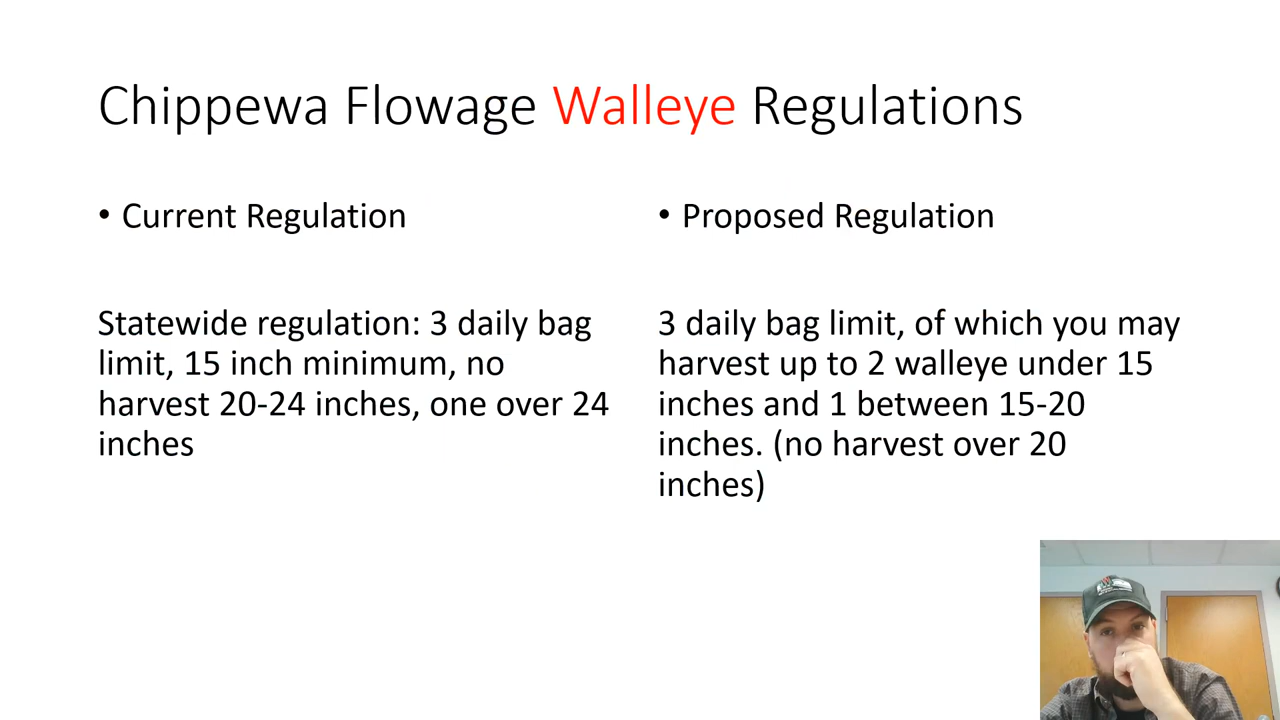 Chippewa Flowage Walleye Regulations
• Current Regulation
Statewide regulation: 3 daily bag
limit, 15 inch minimum, no
harvest 20-24 inches, one over 24
inches
• Proposed Regulation
3 daily bag limit, of which you may
harvest up to 2 walleye under 15
inches and 1 between 15-20
inches. (no harvest over 20
inches)